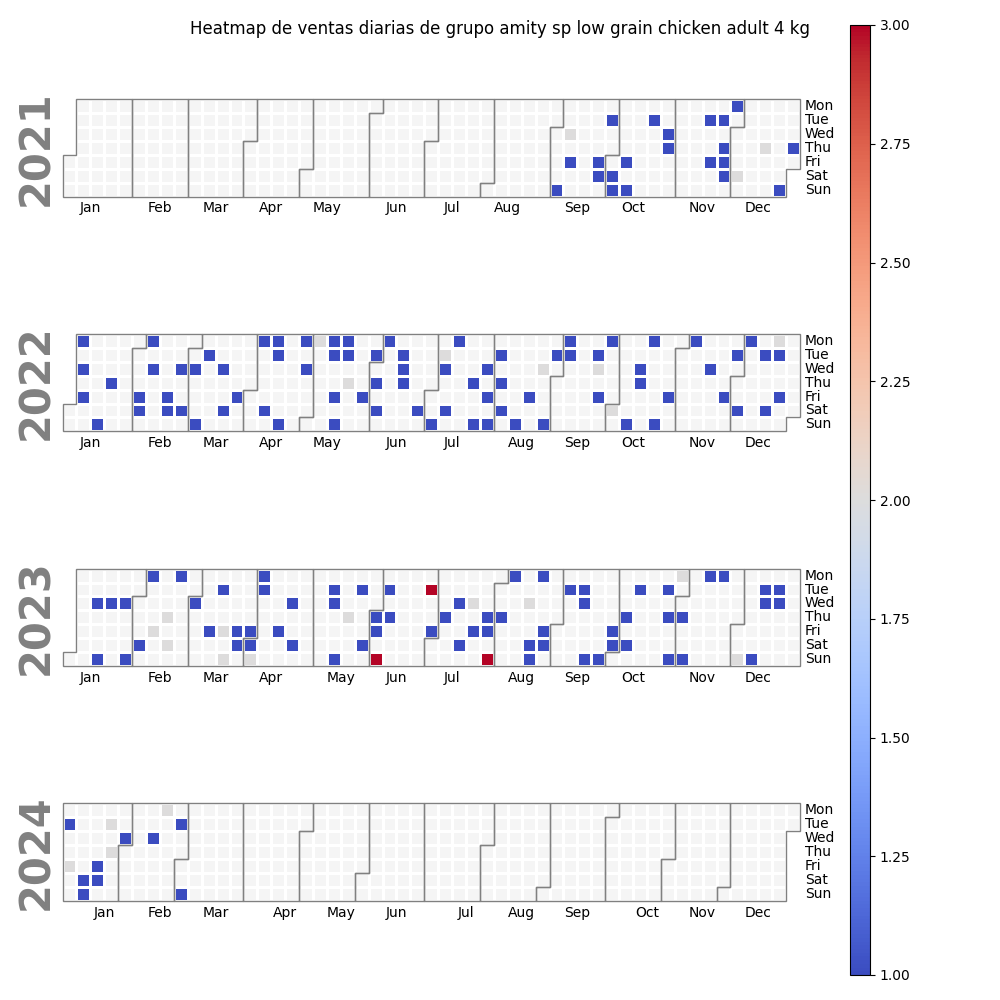 Heatmap de ventas diarias de grupo amity sp low grain chicken adult 4 kg
2021
Mon
Tue
Wed
Thu
Fri
Sat
Sun
Jan Feb Mar Apr May Jun Jul Aug Sep Oct Nov Dec
2022
Mon
Tue
Wed
Thu
Fri
Sat
Sun
Jan Feb Mar Apr May Jun Jul Aug Sep Oct Nov Dec
2023
Mon
Tue
Wed
Thu
Fri
Sat
Sun
Jan Feb Mar Apr May Jun Jul Aug Sep Oct Nov Dec
2024
Mon
Tue
Wed
Thu
Fri
Sat
Sun
Jan Feb Mar Apr May Jun Jul Aug Sep Oct Nov Dec
3.00
2.75
2.50
2.25
2.00
1.75
1.50
1.25
1.00